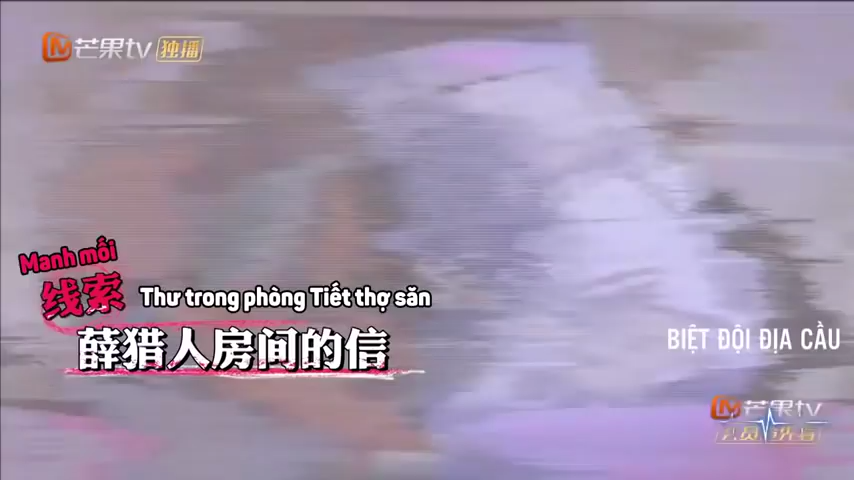 芒果tv 独播
Manh mối
线索
Thư trong phòng Tiết thợ săn
薛猎人房间的信
BIỆT ĐỘI ĐỊA CẦU
芒果tv